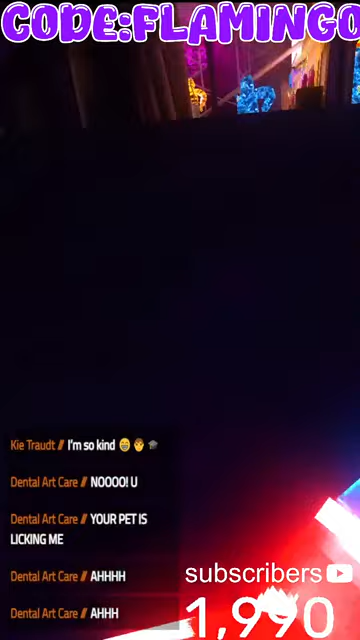 CODE:FLAMINGO
Kie Traudt // I'm so kind 😁👨🎓
Dental Art Care // NOOOO! U
Dental Art Care // YOUR PET IS
LICKING ME
Dental Art Care // AHHHH
Dental Art Care // AHHH
subscribers
1,990